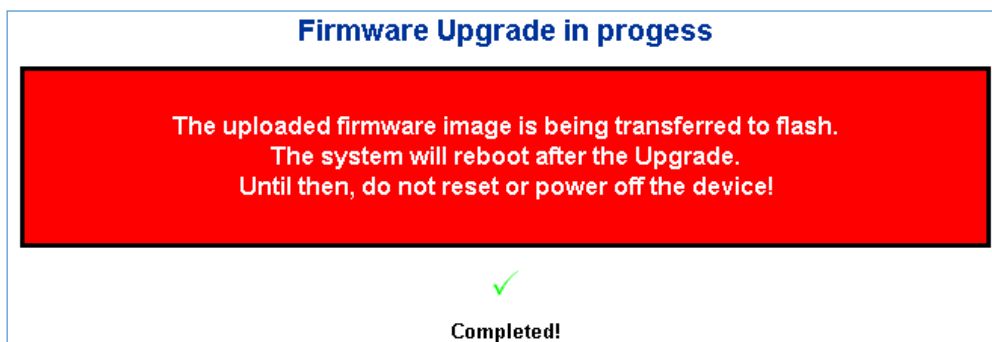 Firmware Upgrade in progess
The uploaded firmware image is being transferred to flash.
The system will reboot after the Upgrade.
Until then, do not reset or power off the device!
Completed!